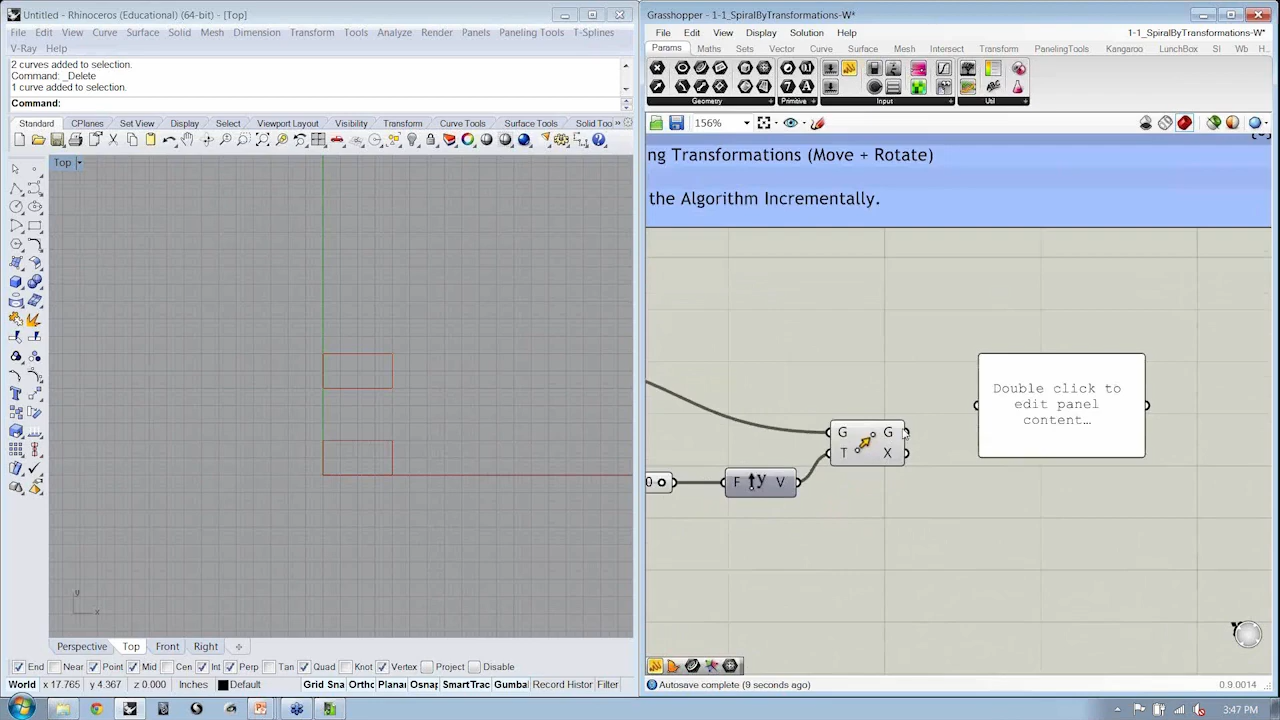 Untitled - Rhinoceros (Educational) (64-bit) - [Top]
File Edit View Curve Surface Solid Mesh Dimension Transform Tools Analyze Render Panels Paneling Tools T-Splines
V-Ray Help
2 curves added to selection.
Command: _Delete
1 curve added to selection.
Command:
Standard CPlanes Set View Display Select Viewport Layout Visibility Transform Curve Tools Surface Tools Solid Too
Top
y
x
Perspective Top Front Right
End Near Point Mid Cen Int Perp Tan Quad Knot Vertex Project Disable
World x 17.765 y 4.367 z 0.000 Inches Default Grid Sna Ortho Planar Osnap SmartTrac Gumbal Record Histor Filter
Grasshopper - 1-1_SpiralByTransformations-W*
File Edit View Display Solution Help 1-1_SpiralByTransformations-W*
Params Maths Sets Vector Curve Surface Mesh Intersect Transform PanelingTools Kangaroo LunchBox SI Wb H...
Geometry Primitive Input Util
156%
ng Transformations (Move + Rotate)
the Algorithm Incrementally.
Double click to
edit panel
content…
G G
T X
0 F y V
Autosave complete (9 seconds ago) 0.9.0014
3:47 PM